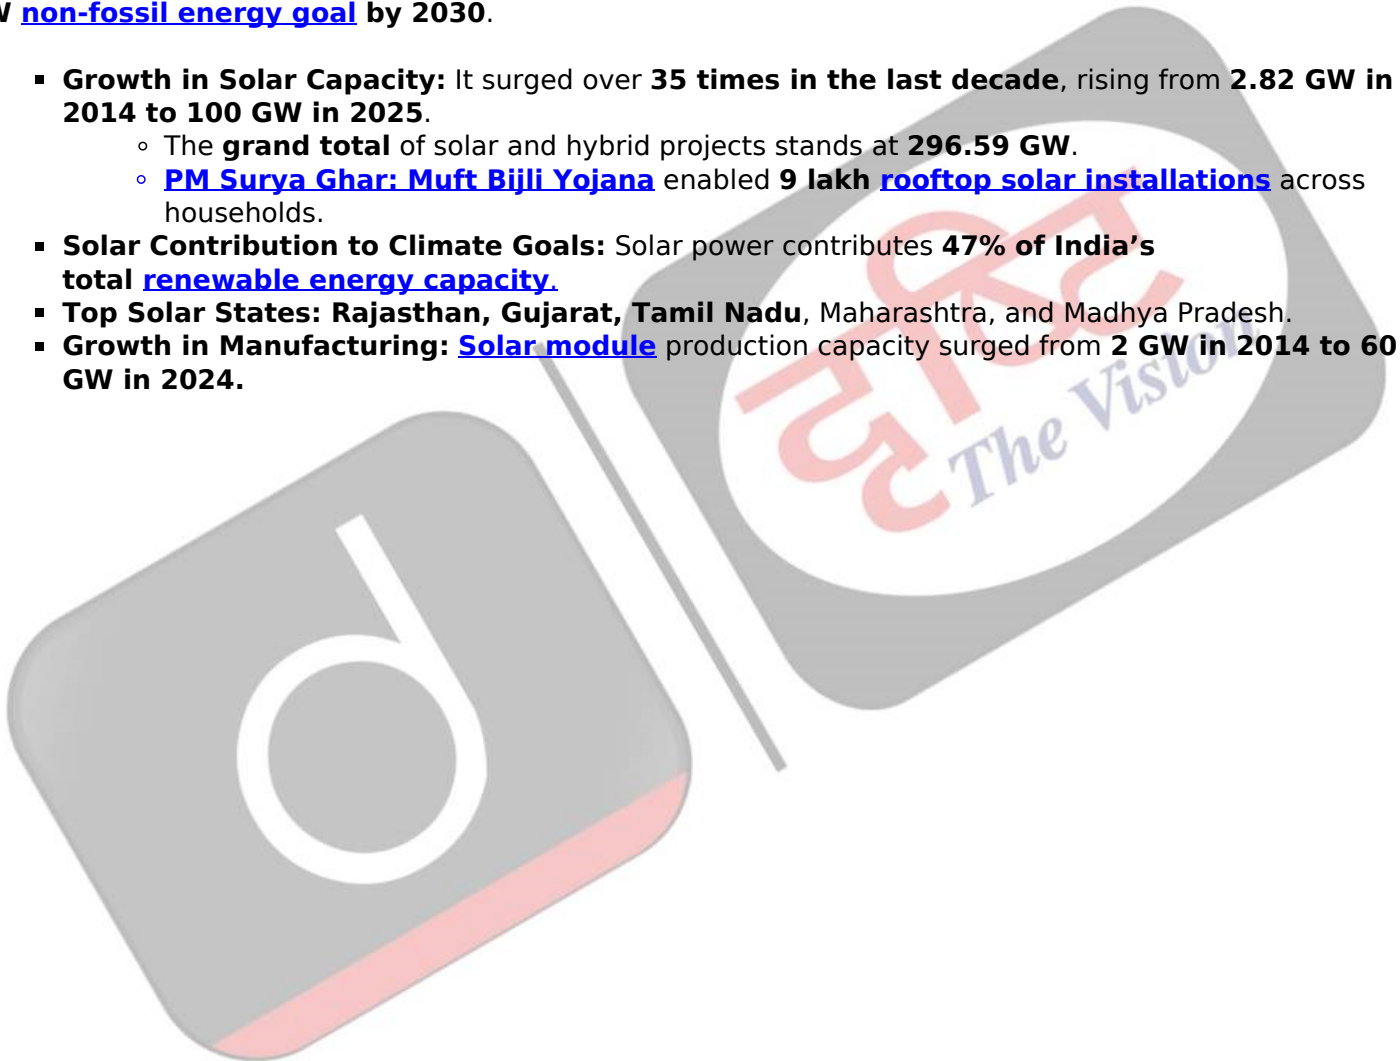 non-fossil energy goal by 2030.
▪ Growth in Solar Capacity: It surged over 35 times in the last decade, rising from 2.82 GW in
2014 to 100 GW in 2025.
◦ The grand total of solar and hybrid projects stands at 296.59 GW.
◦ PM Surya Ghar: Muft Bijli Yojana enabled 9 lakh rooftop solar installations across
households.
▪ Solar Contribution to Climate Goals: Solar power contributes 47% of India’s
total renewable energy capacity.
▪ Top Solar States: Rajasthan, Gujarat, Tamil Nadu, Maharashtra, and Madhya Pradesh.
▪ Growth in Manufacturing: Solar module production capacity surged from 2 GW in 2014 to 60
GW in 2024.
d
दृष्टि
The Vision